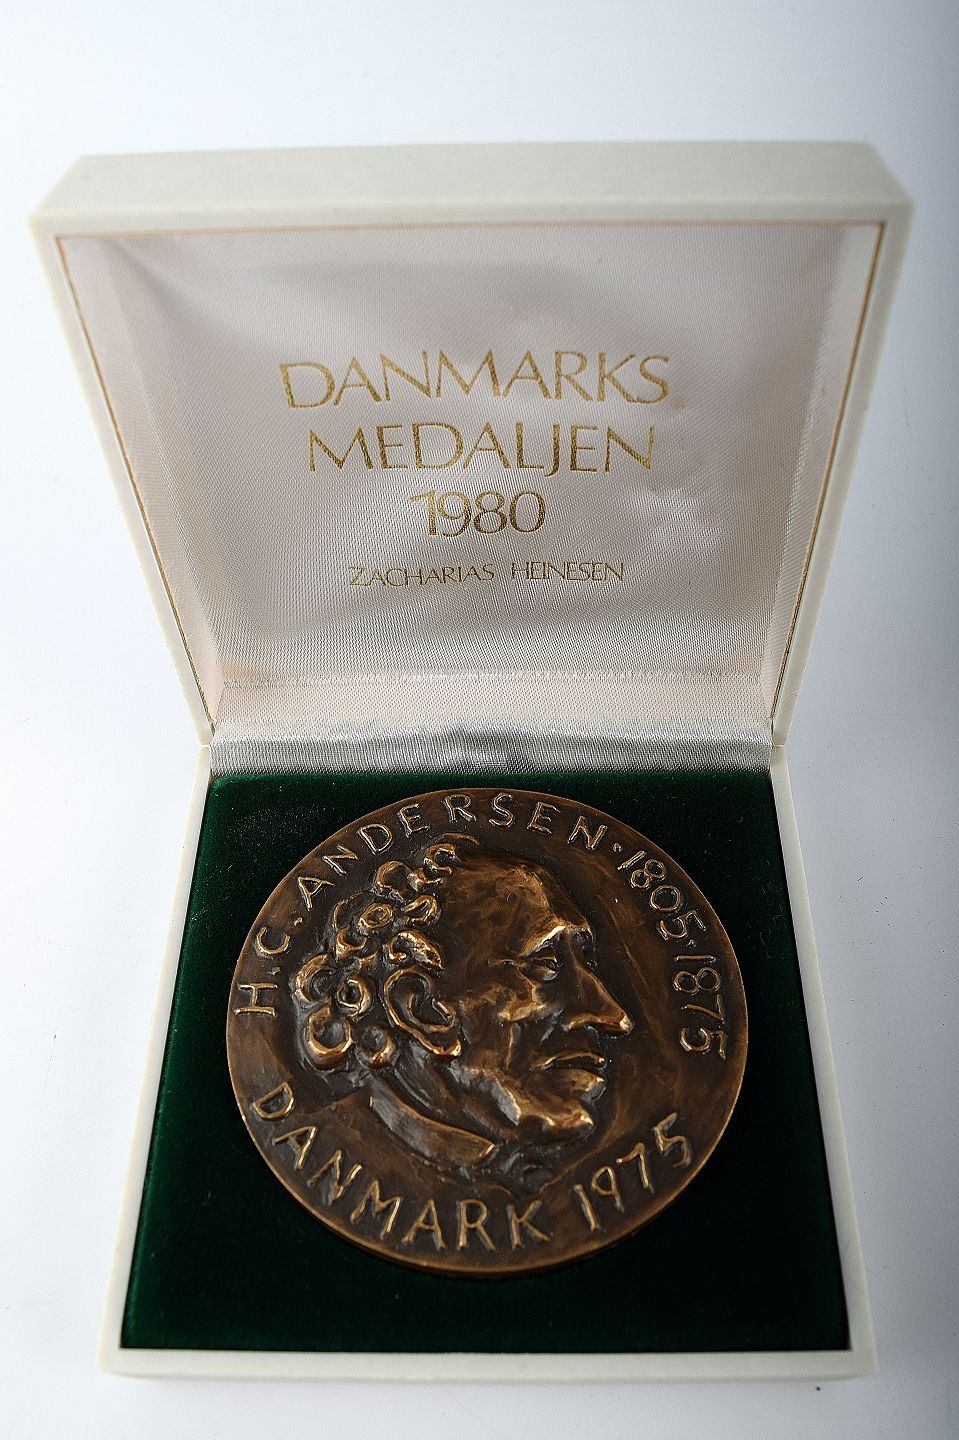 DANMARKS
MEDALJEN
1980
ZACHARIAS HEINESEN
H.C. ANDERSEN · 1805 · 1875
DANMARK 1975